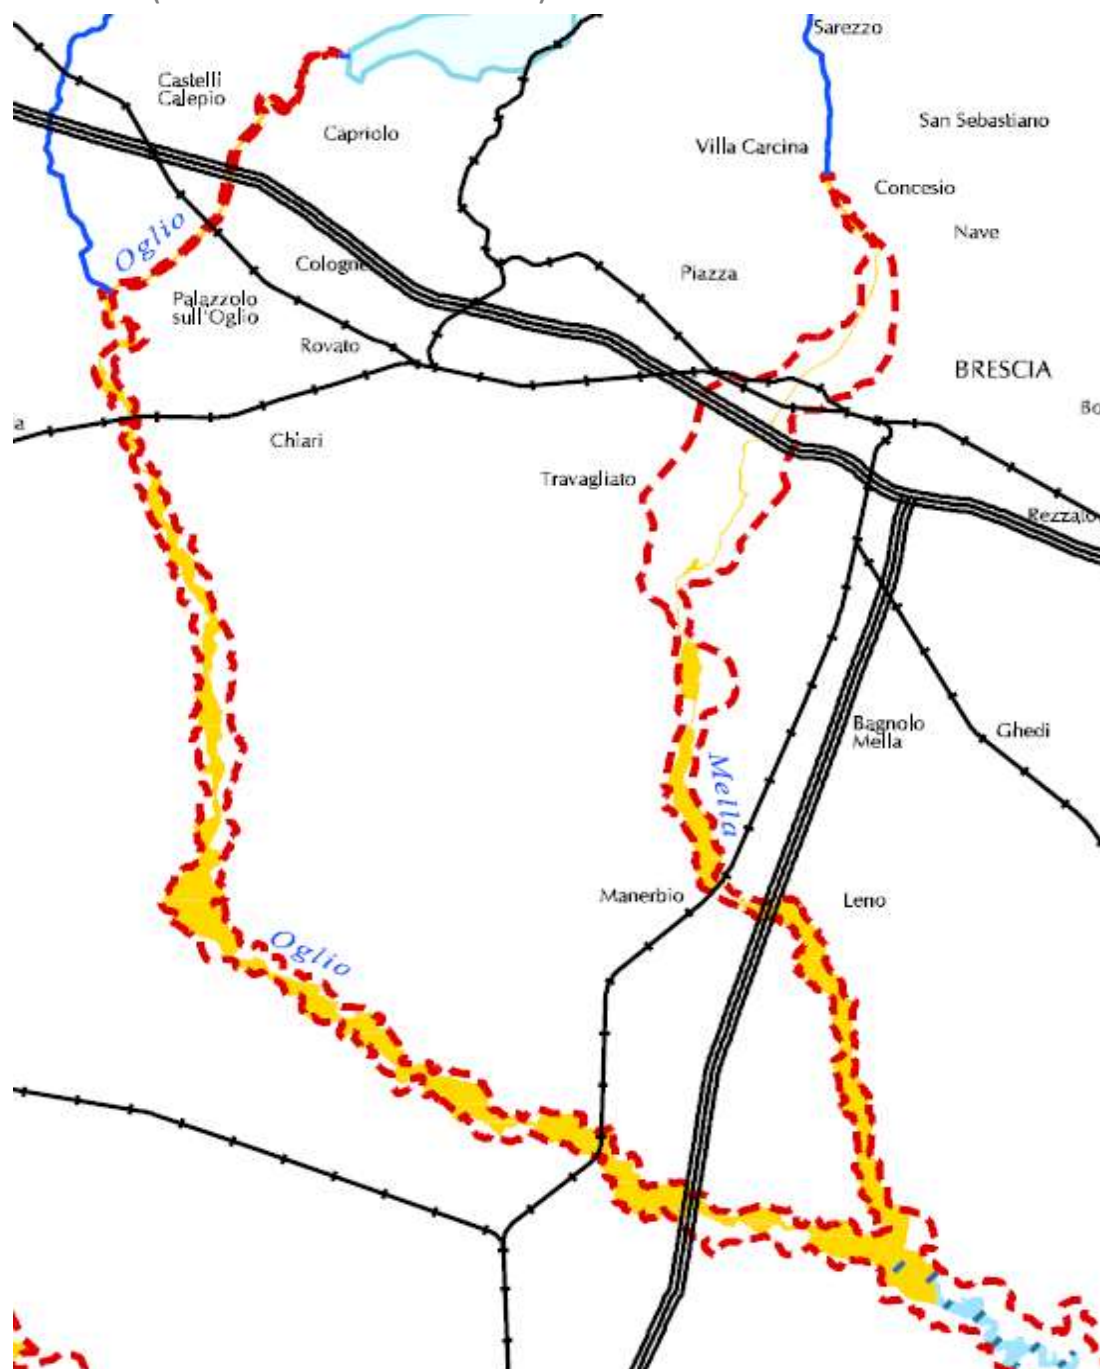 Sarezzo
Castelli
Calepio
San Sebastiano
Capriolo
Villa Carcina
Concesio
Nave
Oglio
Cologne
Piazza
Palazzolo
sull'Oglio
Rovato
BRESCIA
a
Bo
Chiari
Travagliato
Rezzato
Bagnolo
Mella
Ghedi
Mella
Manerbio
Leno
Oglio